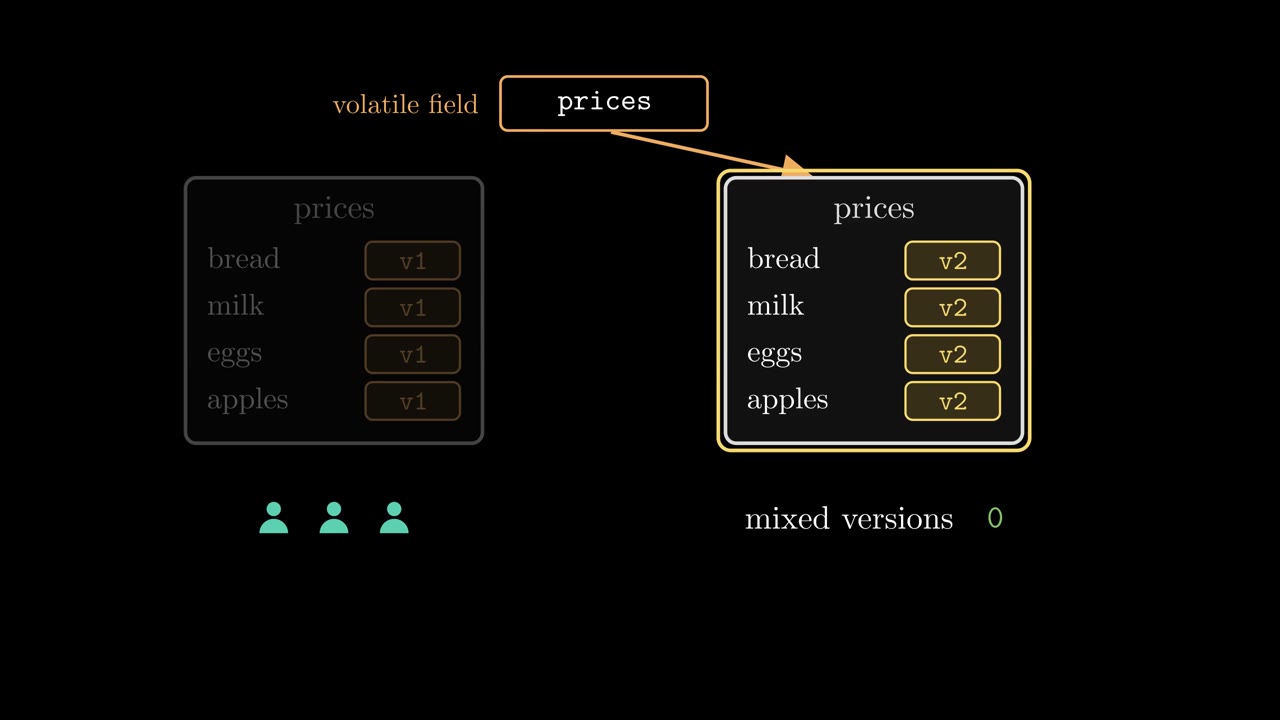 volatile field
prices
prices
bread v1
milk v1
eggs v1
apples v1
prices
bread v2
milk v2
eggs v2
apples v2
mixed versions 0